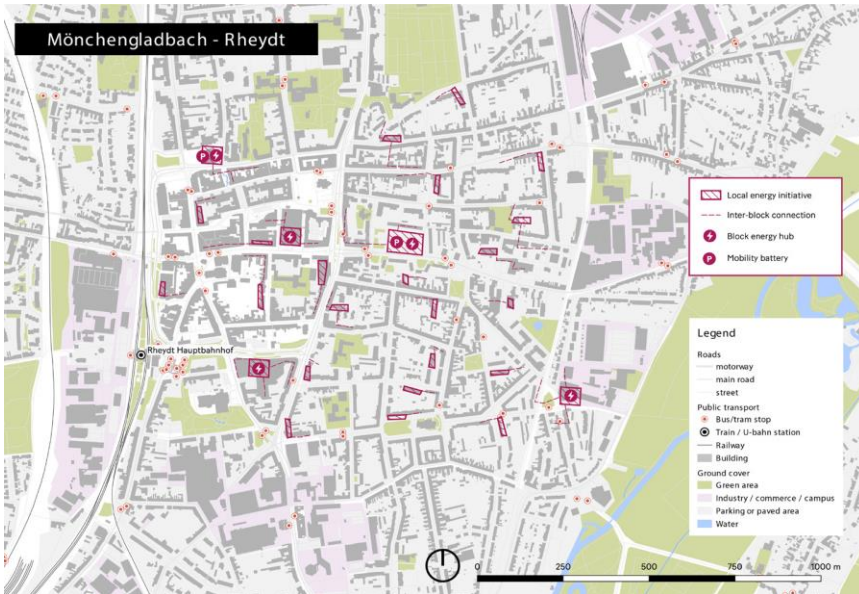 Mönchengladbach - Rheydt
P
P
Local energy initiative
Inter-block connection
Block energy hub
P Mobility battery
Rheydt Hauptbahnhof
Legend
Roads
motorway
main road
street
Public transport
Bus/tram stop
Train / U-bahn station
Railway
Building
Ground cover
Green area
Industry / commerce / campus
Parking or paved area
Water
0 250 500 750 1000 m